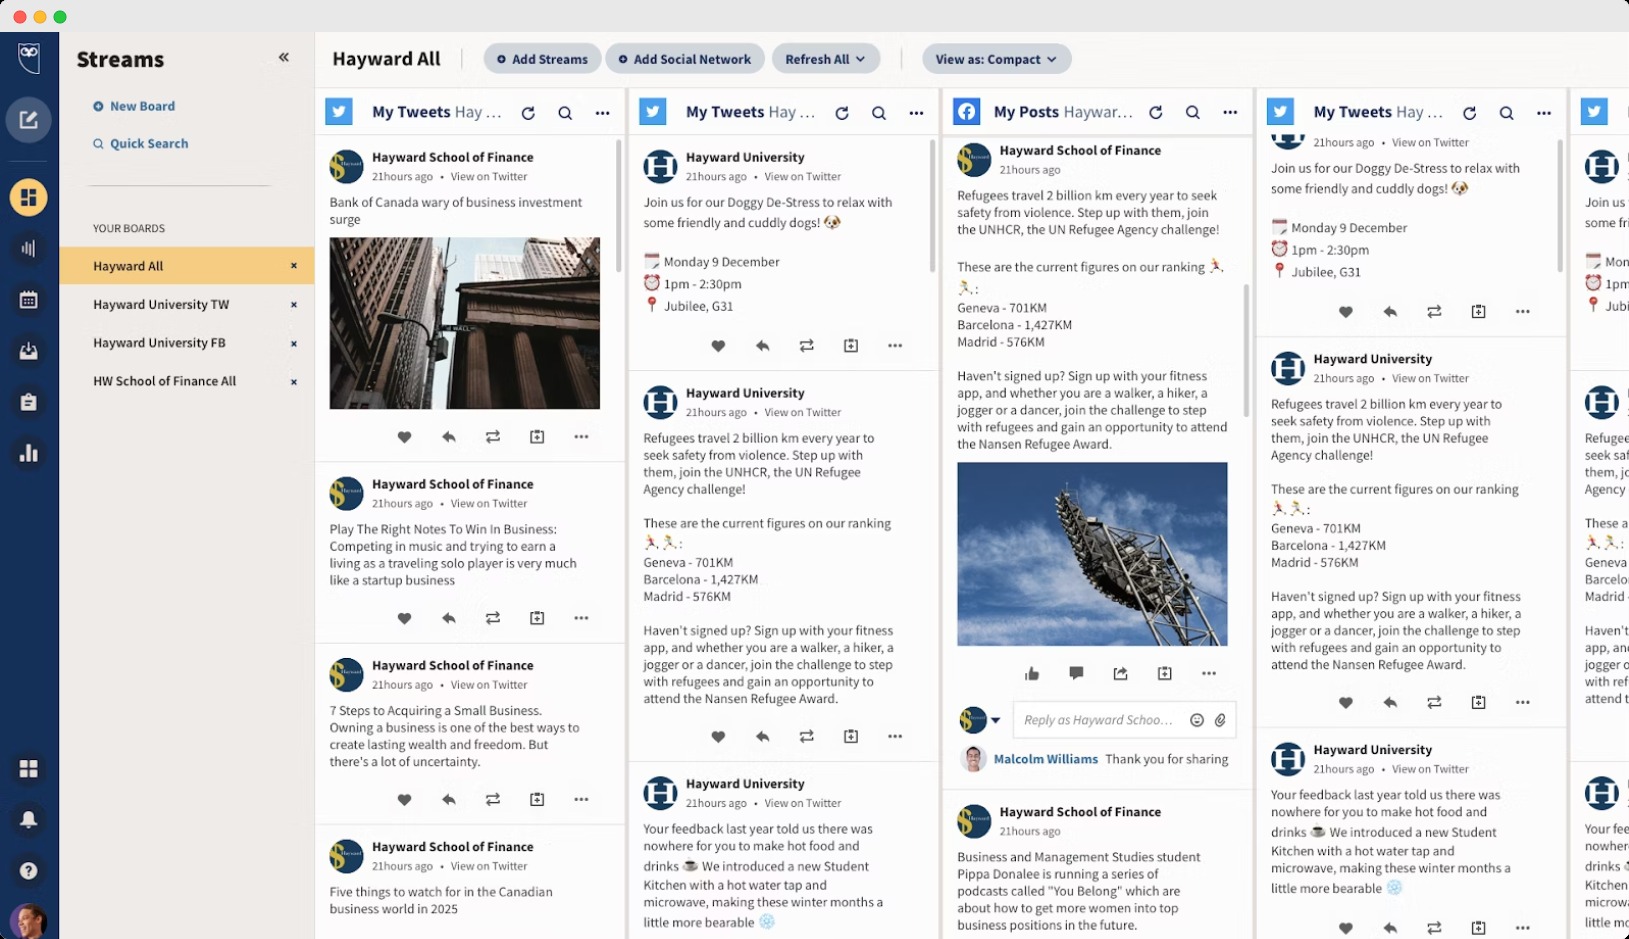 Streams
«
New Board
Quick Search
YOUR BOARDS
Hayward All
Hayward University TW
Hayward University FB
HW School of Finance All
Hayward All
Add Streams
Add Social Network
Refresh All
View as: Compact
My Tweets Hay ...
Hayward School of Finance
21hours ago • View on Twitter
Bank of Canada wary of business investment
surge
WALL
Hayward School of Finance
21hours ago • View on Twitter
Play The Right Notes To Win In Business:
Competing in music and trying to earn a
living as a traveling solo player is very much
like a startup business
Hayward School of Finance
21hours ago • View on Twitter
7 Steps to Acquiring a Small Business.
Owning a business is one of the best ways to
create lasting wealth and freedom. But
there's a lot of uncertainty.
Hayward School of Finance
21hours ago • View on Twitter
Five things to watch for in the Canadian
business world in 2025
My Tweets Hay ...
Hayward University
21hours ago • View on Twitter
Join us for our Doggy De-Stress to relax with
some friendly and cuddly dogs! 🐶
🗓️ Monday 9 December
⏰ 1pm - 2:30pm
📍 Jubilee, G31
Hayward University
21hours ago • View on Twitter
Refugees travel 2 billion km every year to
seek safety from violence. Step up with
them, join the UNHCR, the UN Refugee
Agency challenge!
These are the current figures on our ranking
🏃‍♀️🏃:
Geneva - 701KM
Barcelona - 1,427KM
Madrid - 576KM
Haven't signed up? Sign up with your fitness
app, and whether you are a walker, a hiker, a
jogger or a dancer, join the challenge to step
with refugees and gain an opportunity to
attend the Nansen Refugee Award.
Hayward University
21hours ago • View on Twitter
Your feedback last year told us there was
nowhere for you to make hot food and
drinks ☕ We introduced a new Student
Kitchen with a hot water tap and
microwave, making these winter months a
little more bearable ❄️
My Posts Haywar...
Hayward School of Finance
21hours ago
Refugees travel 2 billion km every year to seek
safety from violence. Step up with them, join
the UNHCR, the UN Refugee Agency challenge!
These are the current figures on our ranking 🏃‍♀️
🏃:
Geneva - 701KM
Barcelona - 1,427KM
Madrid - 576KM
Haven't signed up? Sign up with your fitness
app, and whether you are a walker, a hiker, a
jogger or a dancer, join the challenge to step
with refugees and gain an opportunity to attend
the Nansen Refugee Award.
Reply as Hayward Schoo...
Malcolm Williams Thank you for sharing
Hayward School of Finance
21hours ago
Business and Management Studies student
Pippa Donalee is running a series of
podcasts called "You Belong" which are
about how to get more women into top
business positions in the future.
My Tweets Hay ...
21hours ago • View on Twitter
Join us for our Doggy De-Stress to relax with
some friendly and cuddly dogs! 🐶
🗓️ Monday 9 December
⏰ 1pm - 2:30pm
📍 Jubilee, G31
Hayward University
21hours ago • View on Twitter
Refugees travel 2 billion km every year to
seek safety from violence. Step up with
them, join the UNHCR, the UN Refugee
Agency challenge!
These are the current figures on our ranking
🏃‍♀️🏃:
Geneva - 701KM
Barcelona - 1,427KM
Madrid - 576KM
Haven't signed up? Sign up with your fitness
app, and whether you are a walker, a hiker, a
jogger or a dancer, join the challenge to step
with refugees and gain an opportunity to
attend the Nansen Refugee Award.
Hayward University
21hours ago • View on Twitter
Your feedback last year told us there was
nowhere for you to make hot food and
drinks ☕ We introduced a new Student
Kitchen with a hot water tap and
microwave, making these winter months a
little more bearable ❄️
Join us
some
🗓️ Mon
⏰ 1pm
📍
seek
them,
Agency
These a
🏃‍♀️🏃:
Geneva
Madrid
Haven't
app, an
jogger o
with
attend
Your
drinks
Kitchen
little